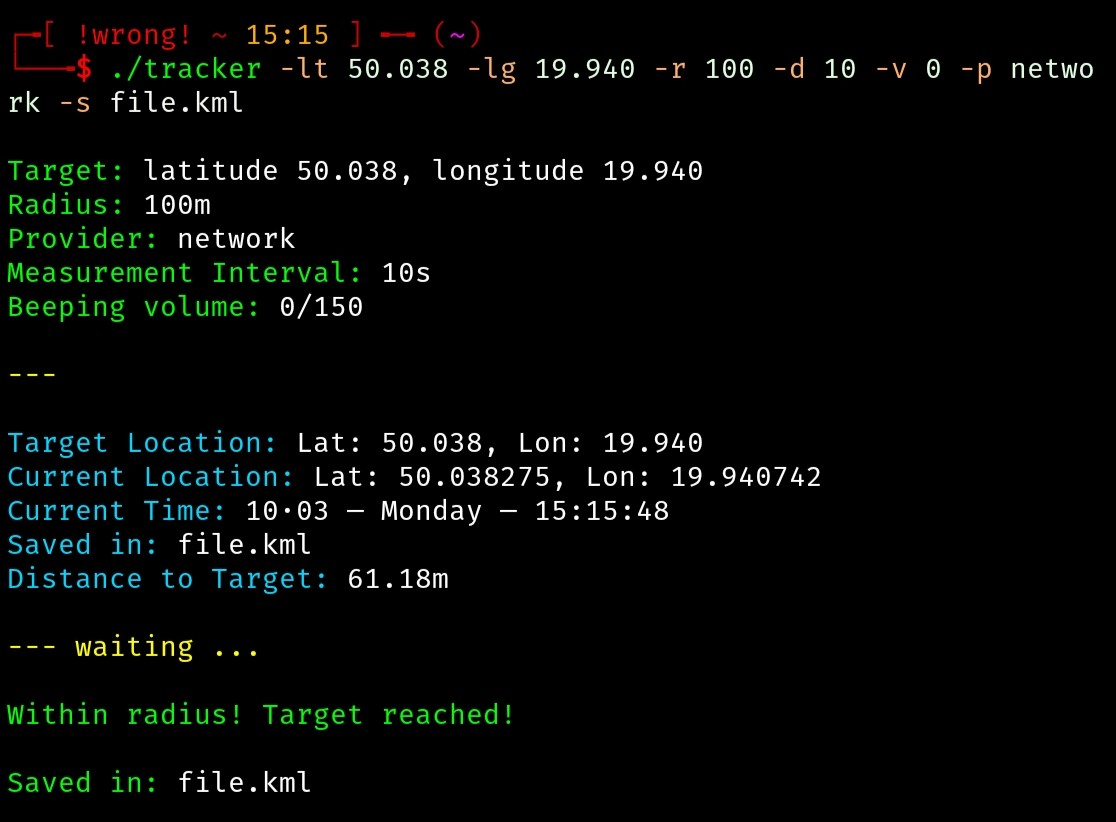 ┌─[ !wrong! ~ 15:15 ] ── (~)
└───$ ./tracker -lt 50.038 -lg 19.940 -r 100 -d 10 -v 0 -p netwo
rk -s file.kml
Target: latitude 50.038, longitude 19.940
Radius: 100m
Provider: network
Measurement Interval: 10s
Beeping volume: 0/150
---
Target Location: Lat: 50.038, Lon: 19.940
Current Location: Lat: 50.038275, Lon: 19.940742
Current Time: 10·03 — Monday — 15:15:48
Saved in: file.kml
Distance to Target: 61.18m
--- waiting ...
Within radius! Target reached!
Saved in: file.kml